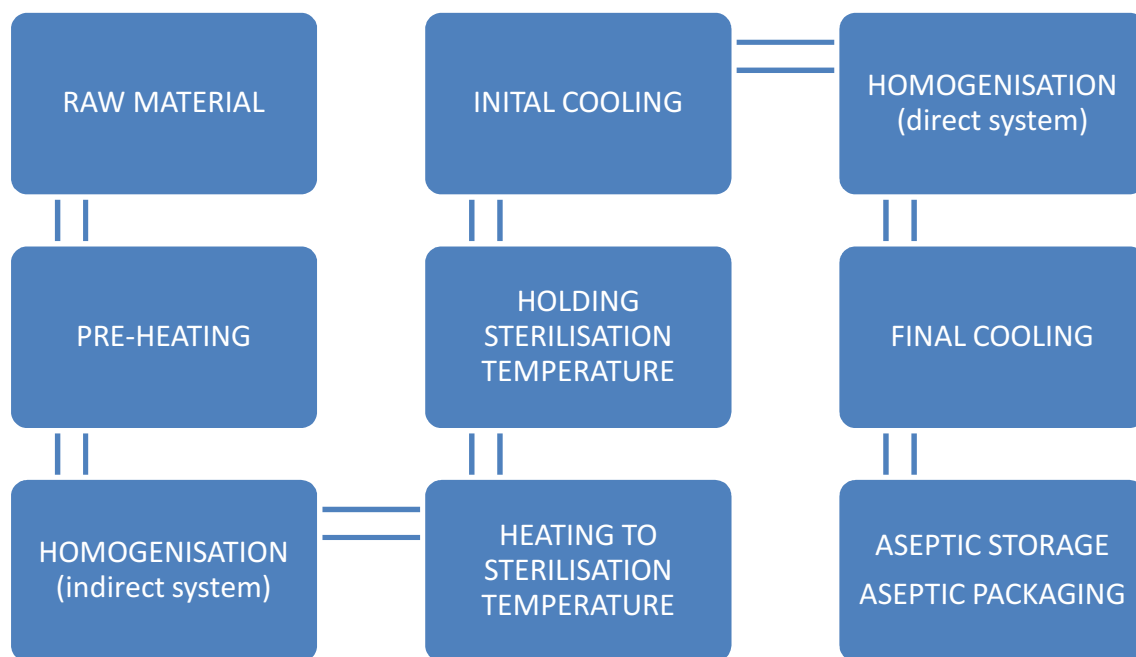 RAW MATERIAL
PRE-HEATING
HOMOGENISATION
(indirect system)
HEATING TO
STERILISATION
TEMPERATURE
HOLDING
STERILISATION
TEMPERATURE
INITAL COOLING
HOMOGENISATION
(direct system)
FINAL COOLING
ASEPTIC STORAGE
ASEPTIC PACKAGING